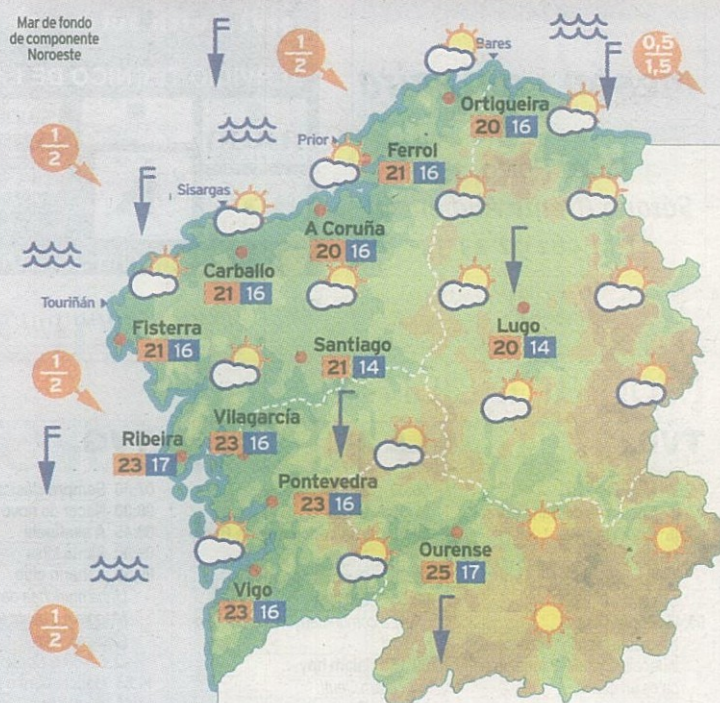 Mar de fondo
de componente
Noroeste
1
2
0,5
1,5
Bares
Ortigueira
20 16
1
2
Prior
Ferrol
21 16
Sisargas
A Coruña
20 16
Carballo
21 16
Touriñán
Fisterra
21 16
Santiago
21 14
Lugo
20 14
1
2
Vilagarcía
23 16
Ribeira
23 17
Pontevedra
23 16
Ourense
25 17
Vigo
23 16
1
2